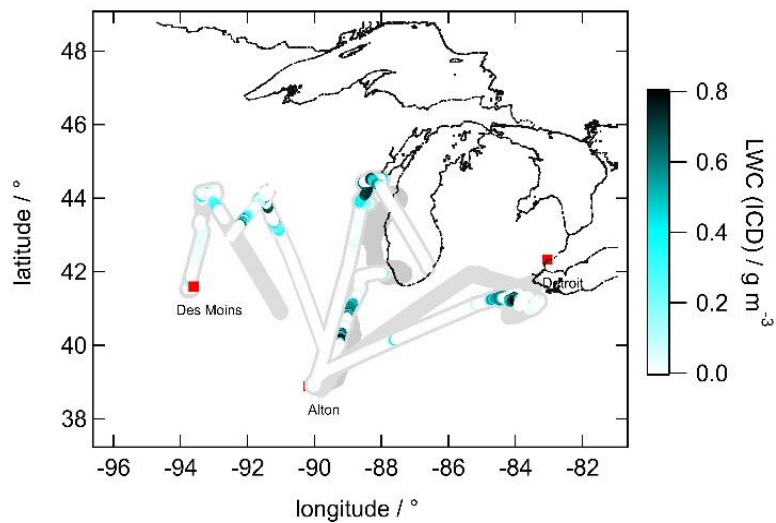 48
46
44
42
40
38
latitude / °
-96 -94 -92 -90 -88 -86 -84 -82
longitude / °
Des Moins
Alton
Detroit
0.8
0.6
0.4
0.2
0.0
LWC (ICD) / g m⁻³